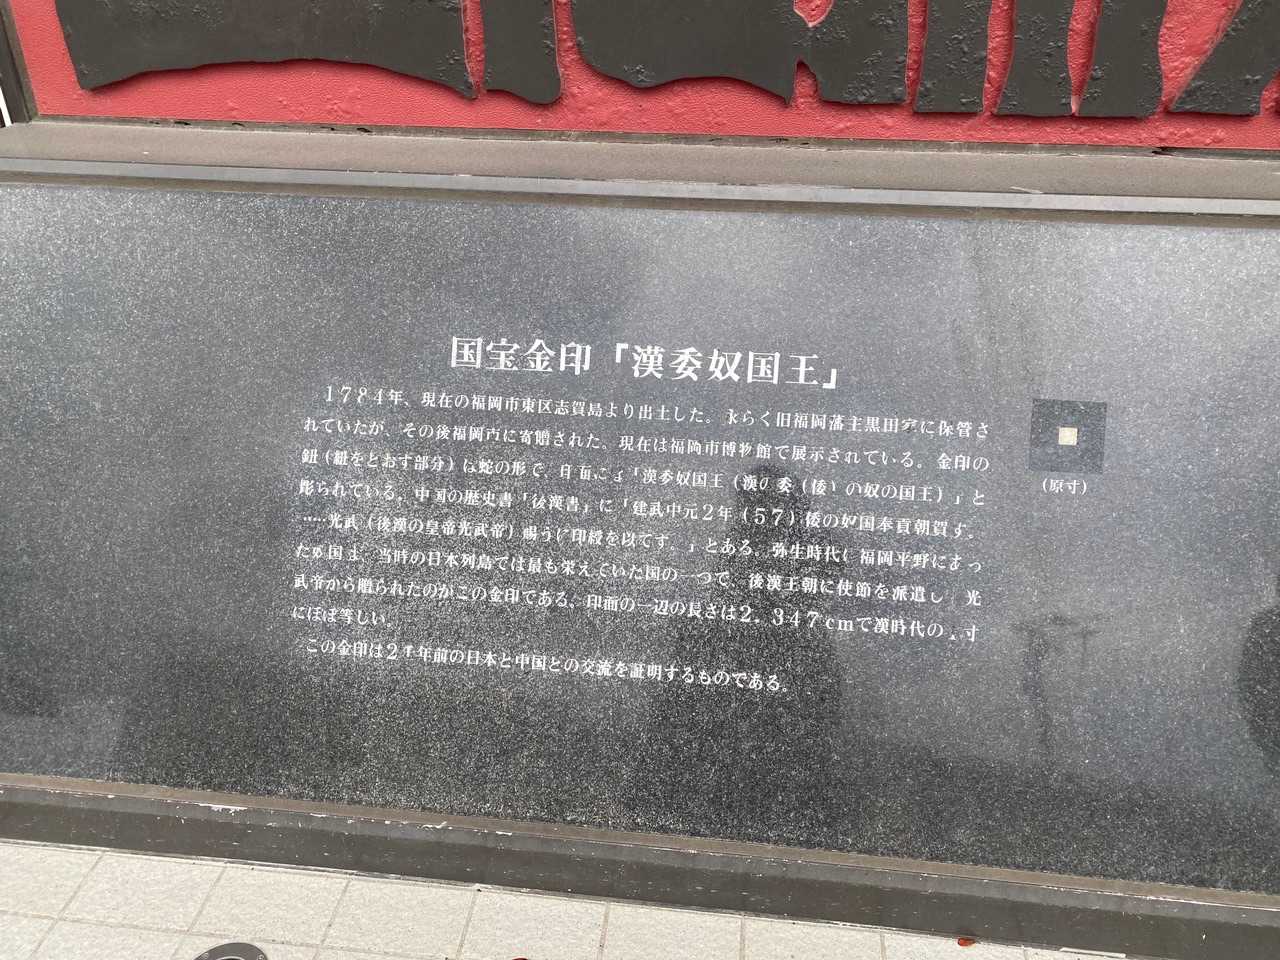 国宝金印「漢委奴国王」
1784年、現在の福岡市東区志賀島より出土した。永らく旧福岡藩主黒田家に保管さ
れていたが、その後福岡市に寄贈された。現在は福岡市博物館で展示されている。金印の
鈕(紐をとおす部分)は蛇の形で、印面には「漢委奴国王(漢の委(倭)の奴の国王)」と
彫られている。中国の歴史書「後漢書」に「建武中元2年(57)倭の奴国奉貢朝賀す。
……光武(後漢の皇帝光武帝)賜うに印綬を以てす。」とある。弥生時代に福岡平野にあっ
た奴国は、当時の日本列島では最も栄えていた国の一つで、後漢王朝に使節を派遣し、光
武帝から贈られたのがこの金印である。印面の一辺の長さは2.347cmで漢時代の一寸
にほぼ等しい。
この金印は2千年前の日本と中国との交流を証明するものである。
(原寸)